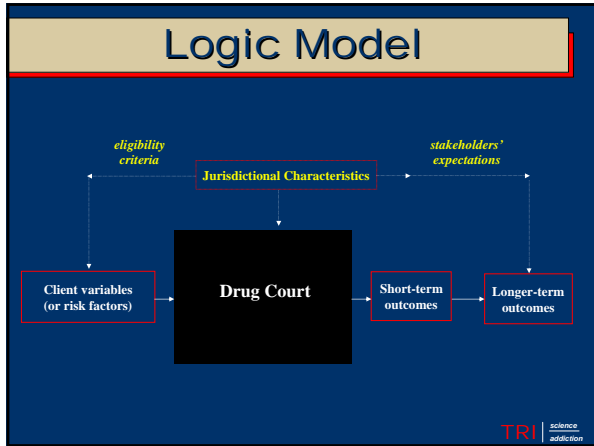 Logic Model
eligibility
criteria
stakeholders'
expectations
Jurisdictional Characteristics
Client variables
(or risk factors)
Drug Court
Short-term
outcomes
Longer-term
outcomes
TRI
science
addiction